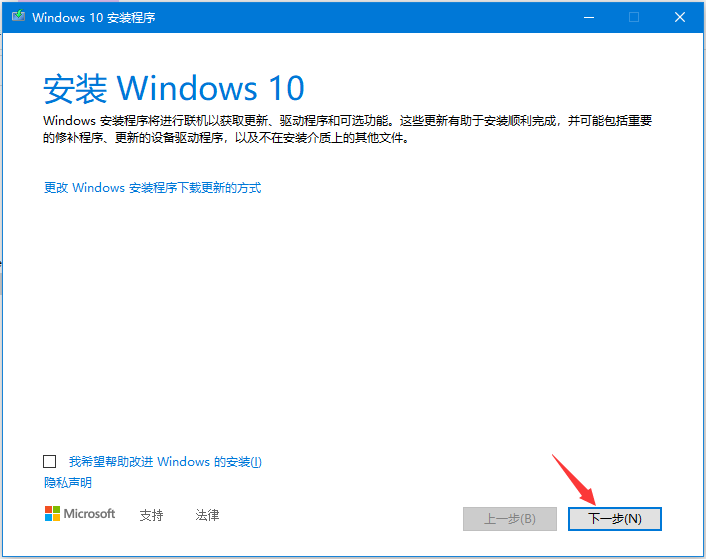 Windows 10 安装程序
安装 Windows 10
Windows 安装程序将进行联机以获取更新、驱动程序和可选功能。这些更新有助于安装顺利完成，并可能包括重要
的修补程序、更新的设备驱动程序，以及不在安装介质上的其他文件。
更改 Windows 安装程序下载更新的方式
我希望帮助改进 Windows 的安装(I)
隐私声明
Microsoft 支持 法律
上一步(B) 下一步(N)